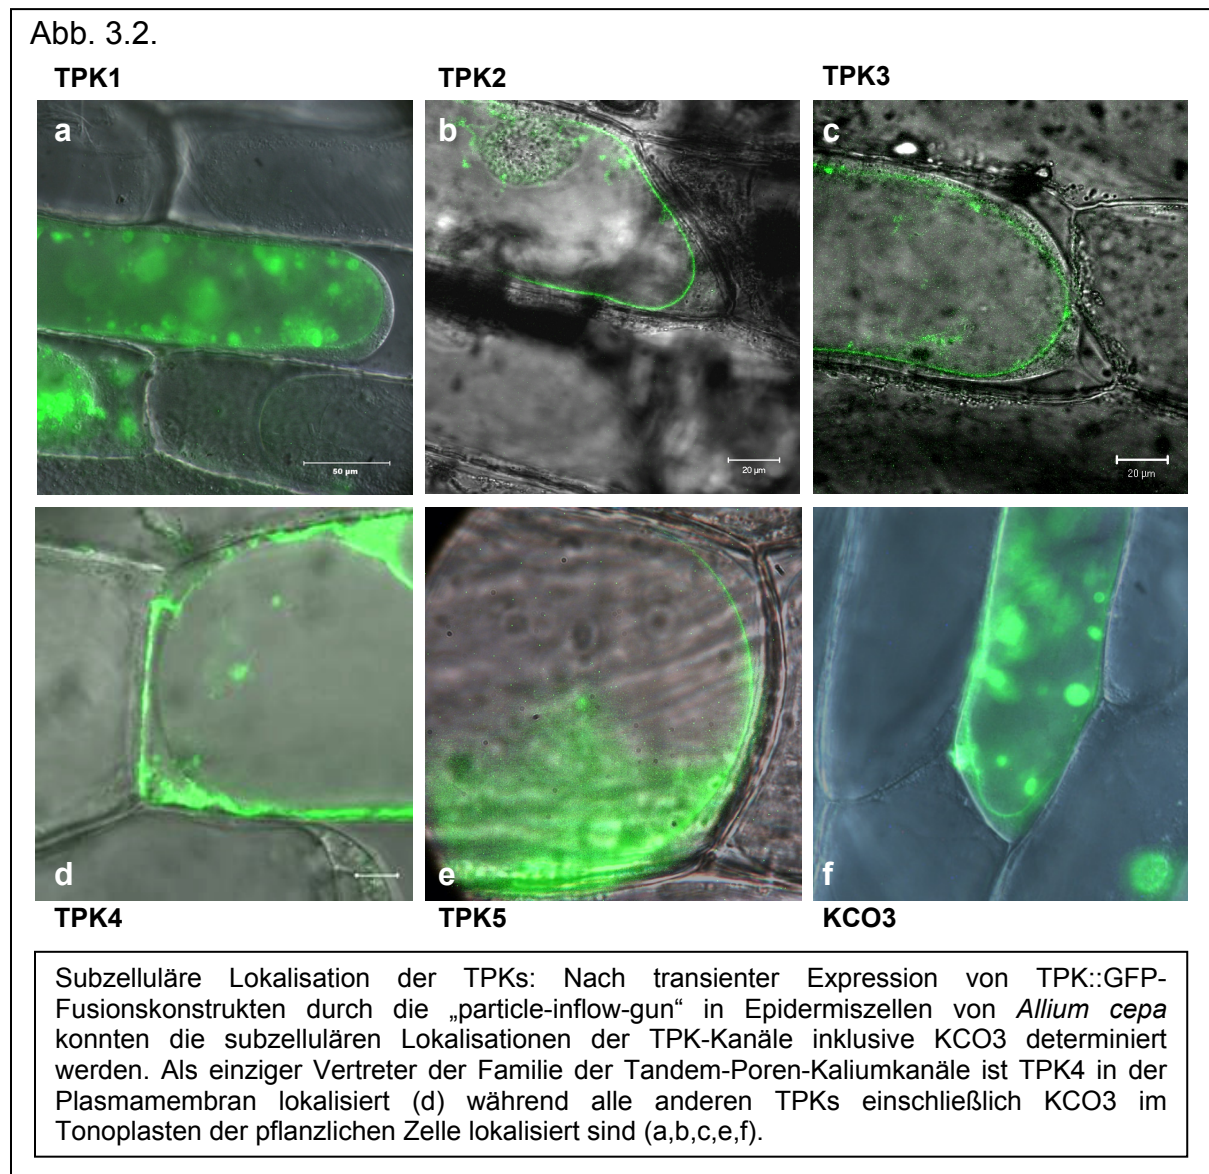 Abb. 3.2.
TPK1 TPK2 TPK3
a b c
50 µm 20 µm 20 µm
d e f
TPK4 TPK5 KCO3
Subzelluläre Lokalisation der TPKs: Nach transienter Expression von TPK::GFP-
Fusionskonstrukten durch die „particle-inflow-gun“ in Epidermiszellen von Allium cepa
konnten die subzellulären Lokalisationen der TPK-Kanäle inklusive KCO3 determiniert
werden. Als einziger Vertreter der Familie der Tandem-Poren-Kaliumkanäle ist TPK4 in der
Plasmamembran lokalisiert (d) während alle anderen TPKs einschließlich KCO3 im
Tonoplasten der pflanzlichen Zelle lokalisiert sind (a,b,c,e,f).